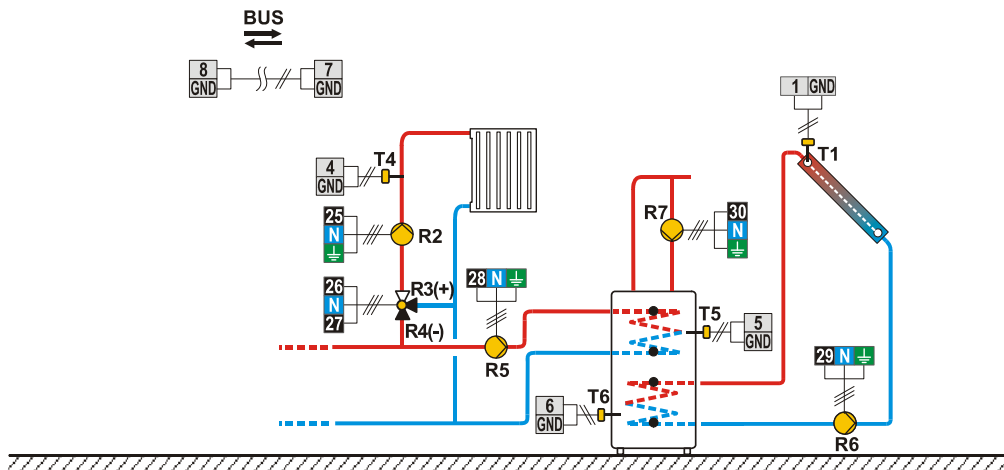 BUS
8
GND
7
GND
1 GND
T1
4
GND
T4
25
N
R2
R7
30
N
26
N
27
R3(+)
R4(-)
28 N
R5
T5
5
GND
29 N
6
GND
T6
R6